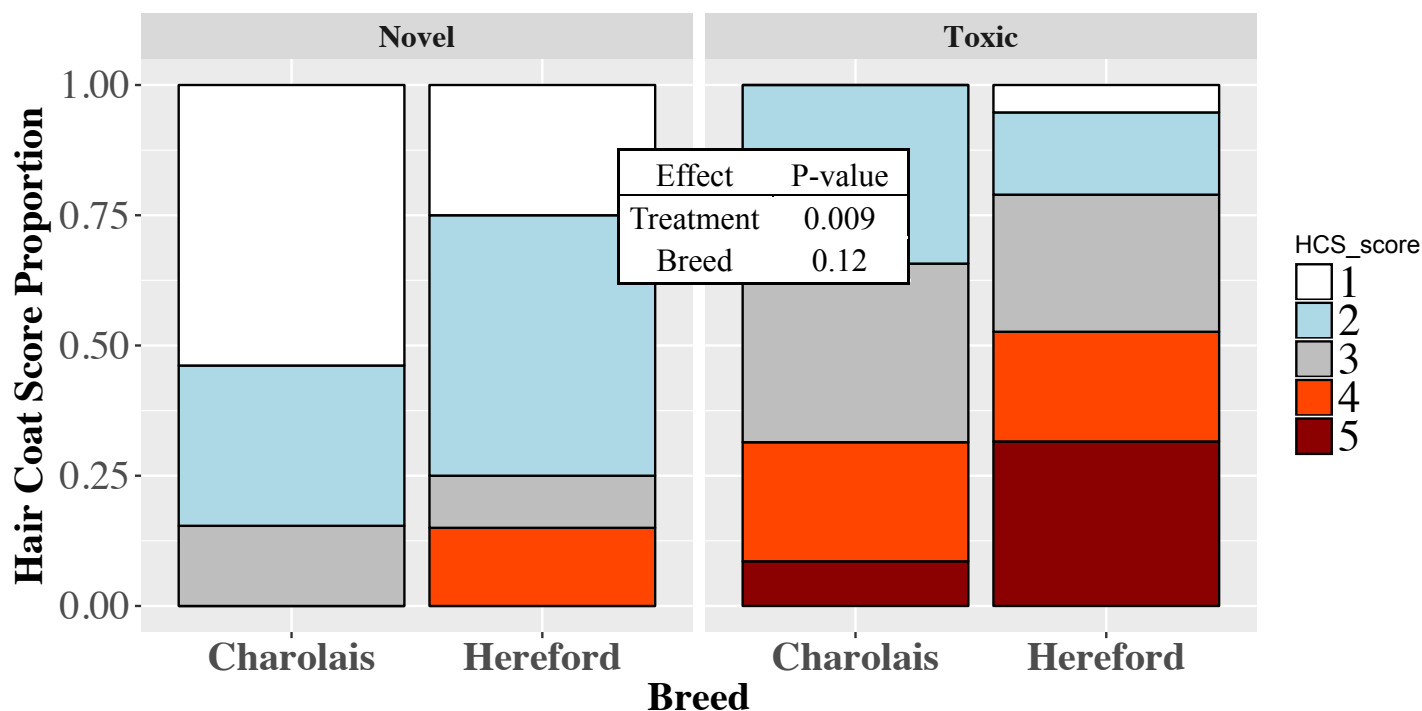 Novel
Toxic
Hair Coat Score Proportion
1.00
0.75
0.50
0.25
0.00
Effect P-value
Treatment 0.009
Breed 0.12
HCS_score
1
2
3
4
5
Charolais Hereford Charolais Hereford
Breed